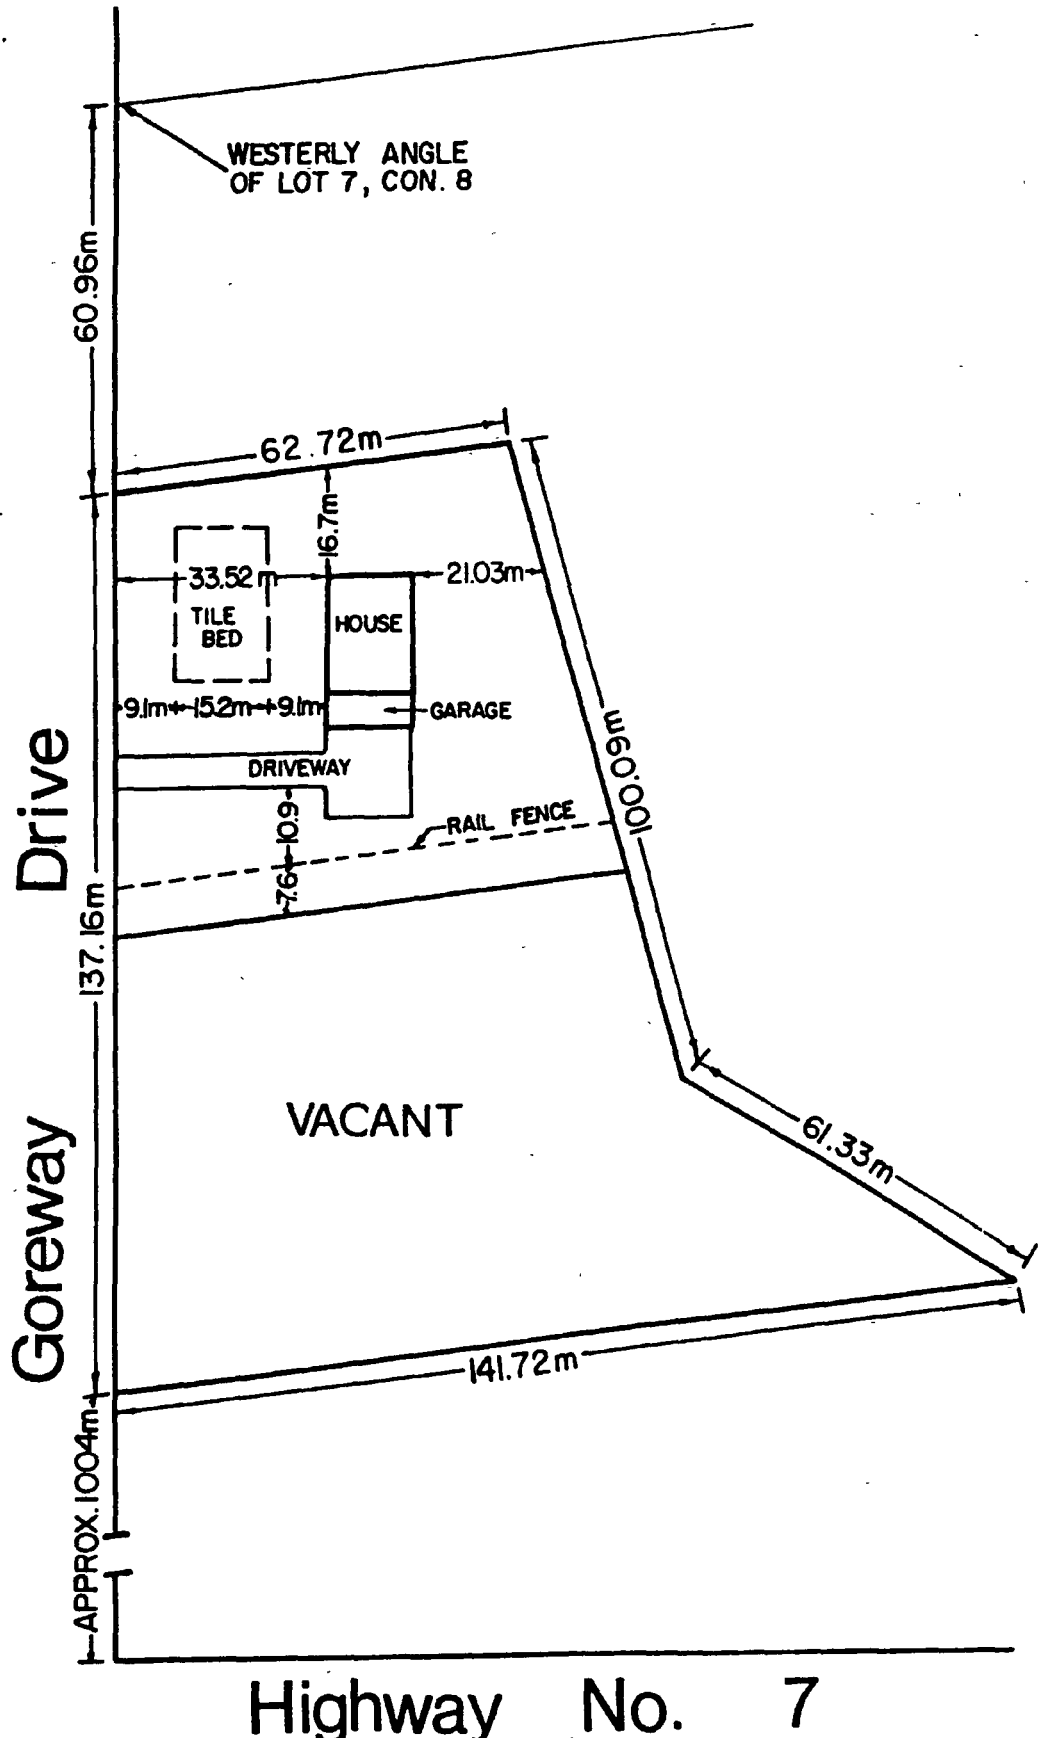 WESTERLY ANGLE
OF LOT 7, CON. 8
60.96m
62.72m
16.7m
33.52m
21.03m
TILE
BED
HOUSE
9.1m
15.2m
9.1m
GARAGE
DRIVEWAY
100.09m
10.9
RAIL FENCE
7.6
137.16m
Goreway Drive
VACANT
61.33m
141.72m
APPROX. 1004m
Highway No. 7